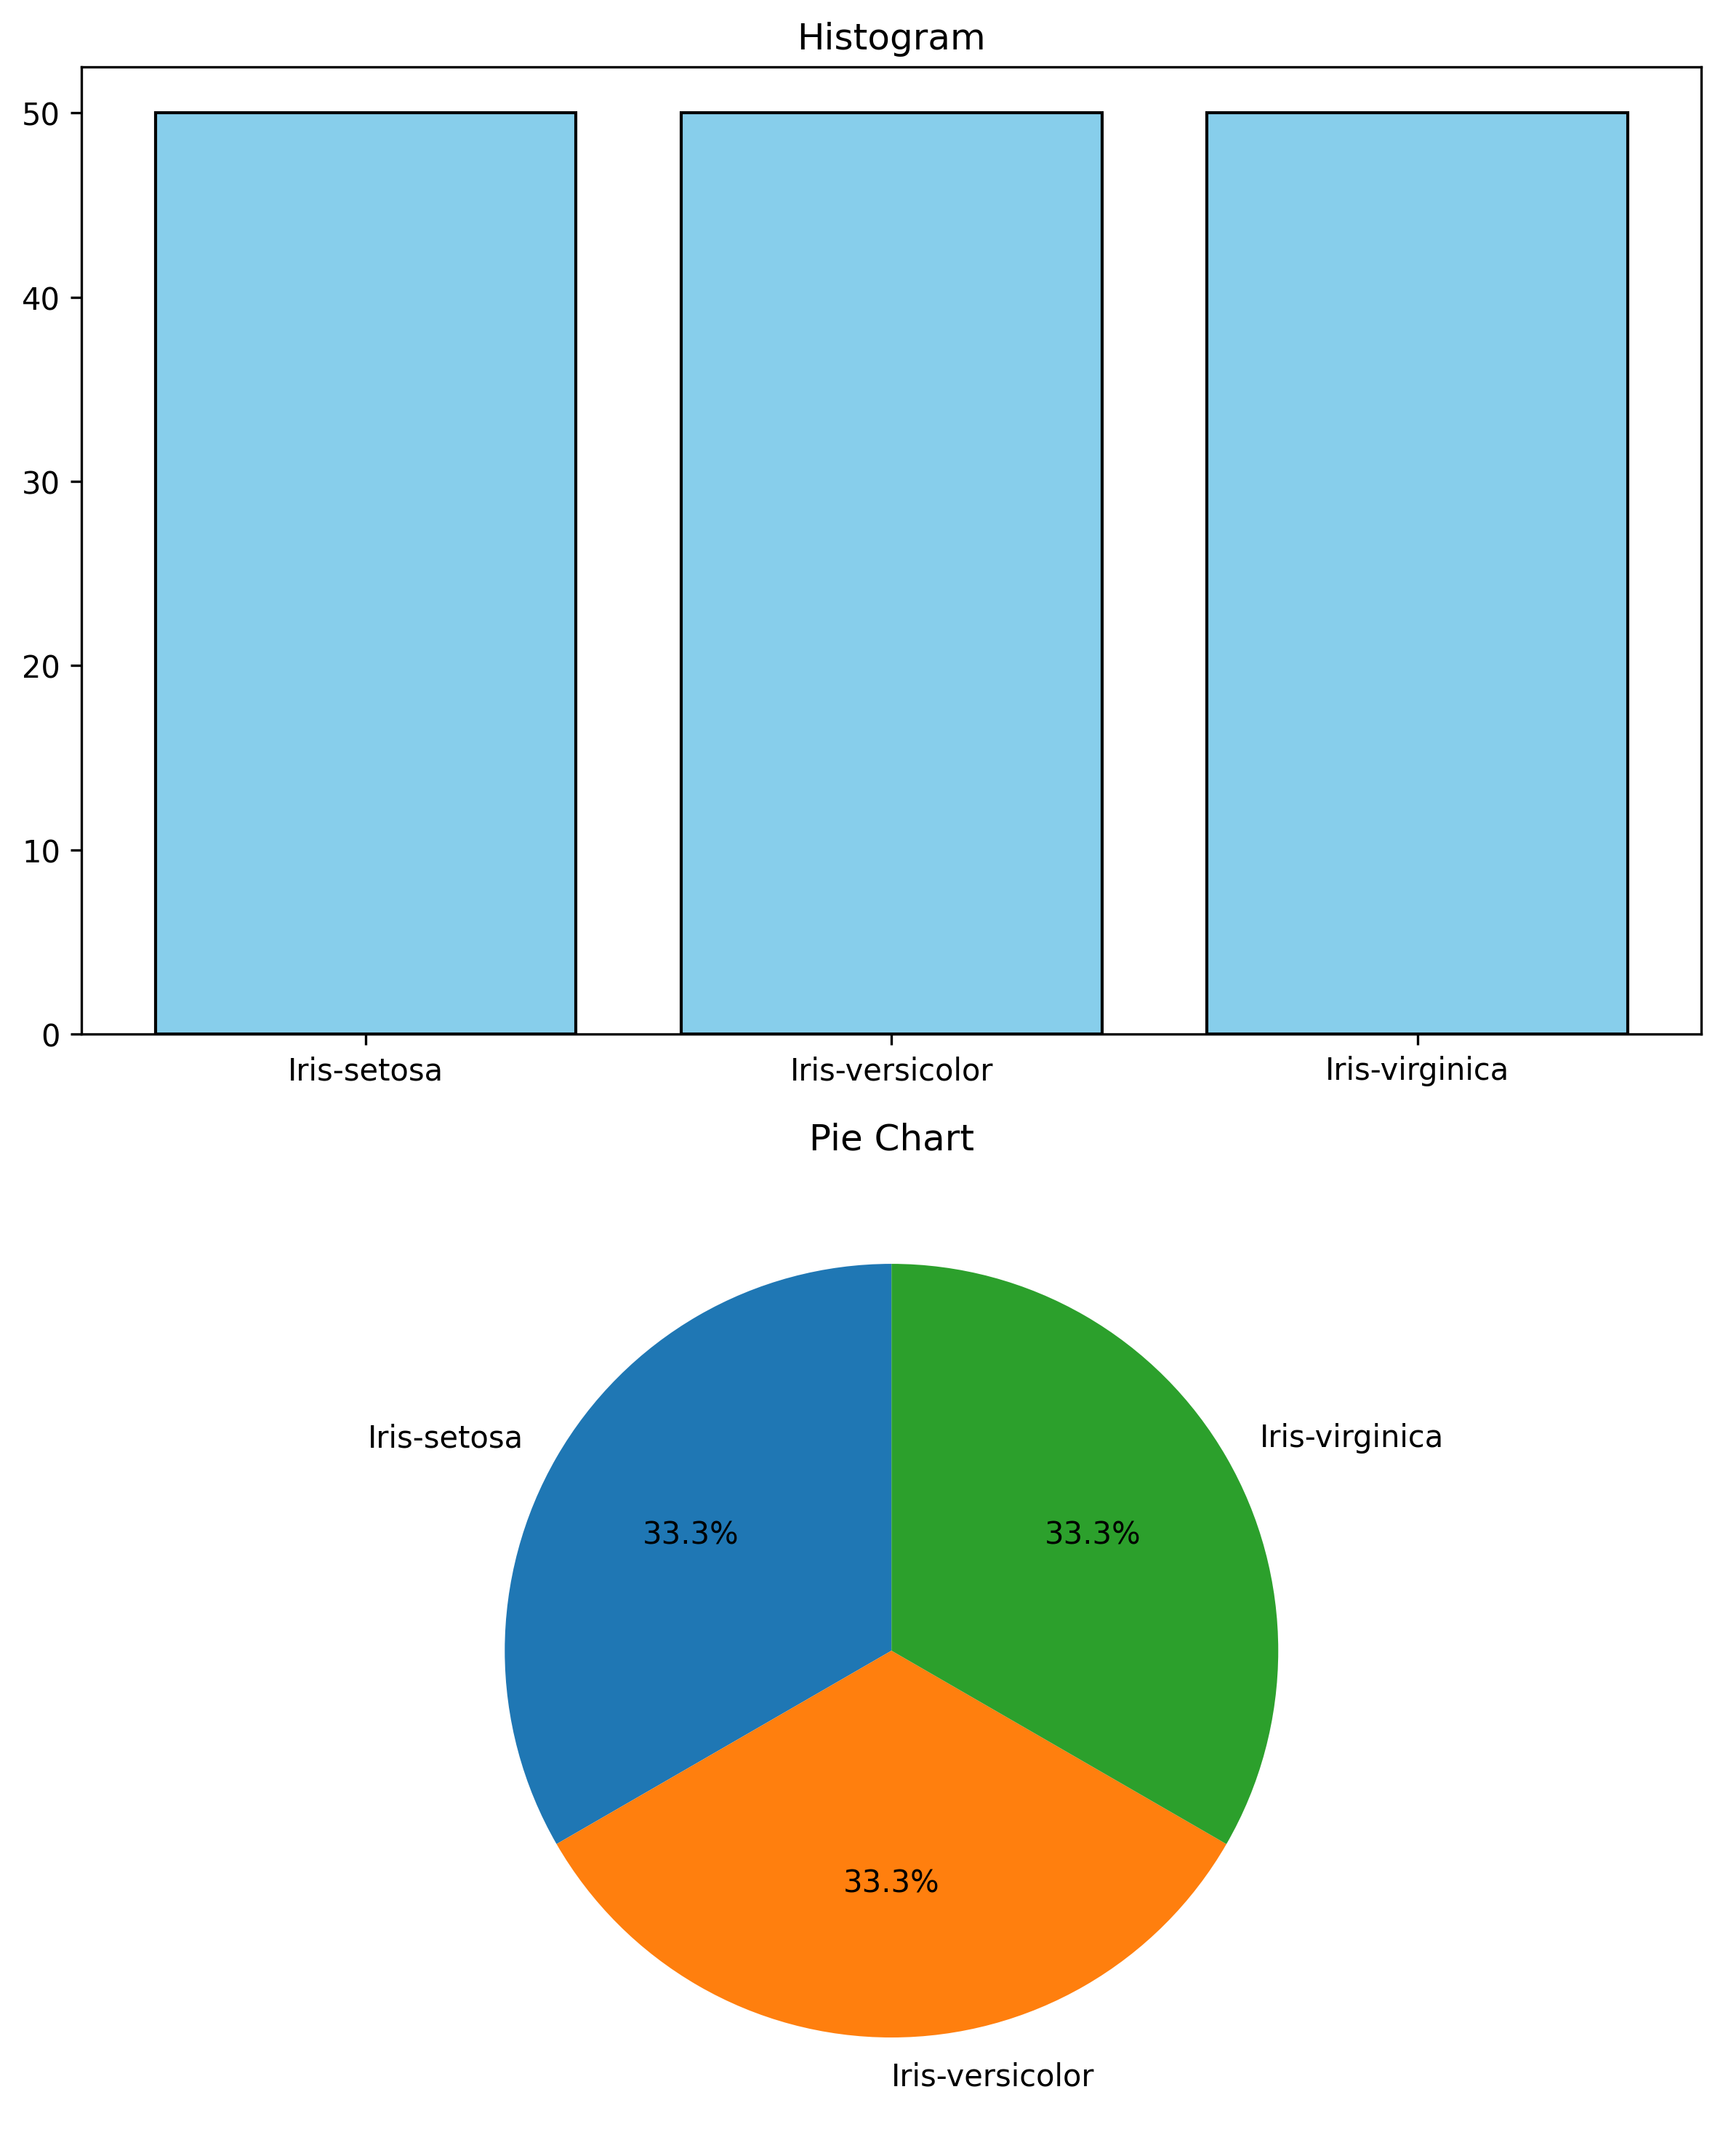 Histogram
50
40
30
20
10
0
Iris-setosa Iris-versicolor Iris-virginica
Pie Chart
Iris-setosa Iris-virginica
33.3% 33.3%
33.3%
Iris-versicolor